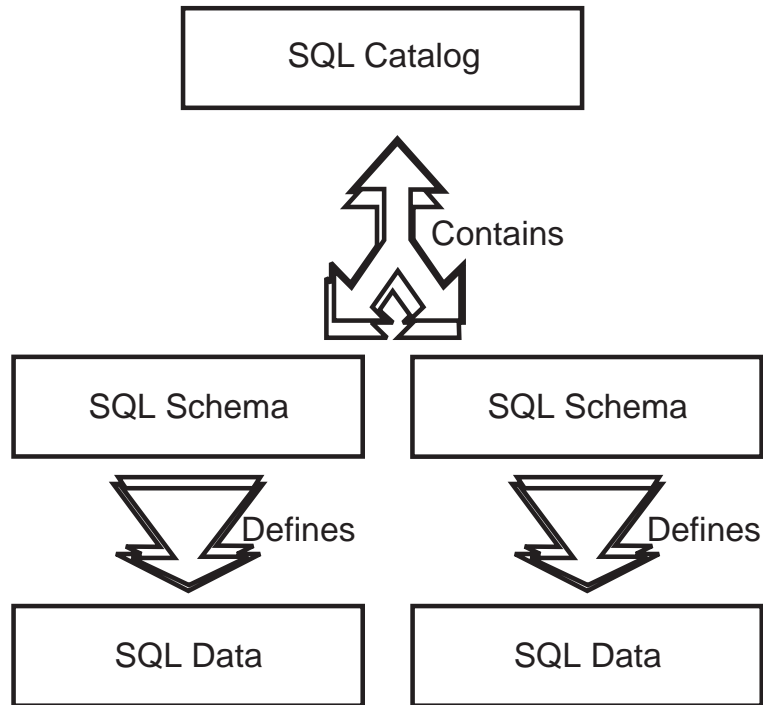 SQL Catalog
Contains
SQL Schema
SQL Schema
Defines
Defines
SQL Data
SQL Data